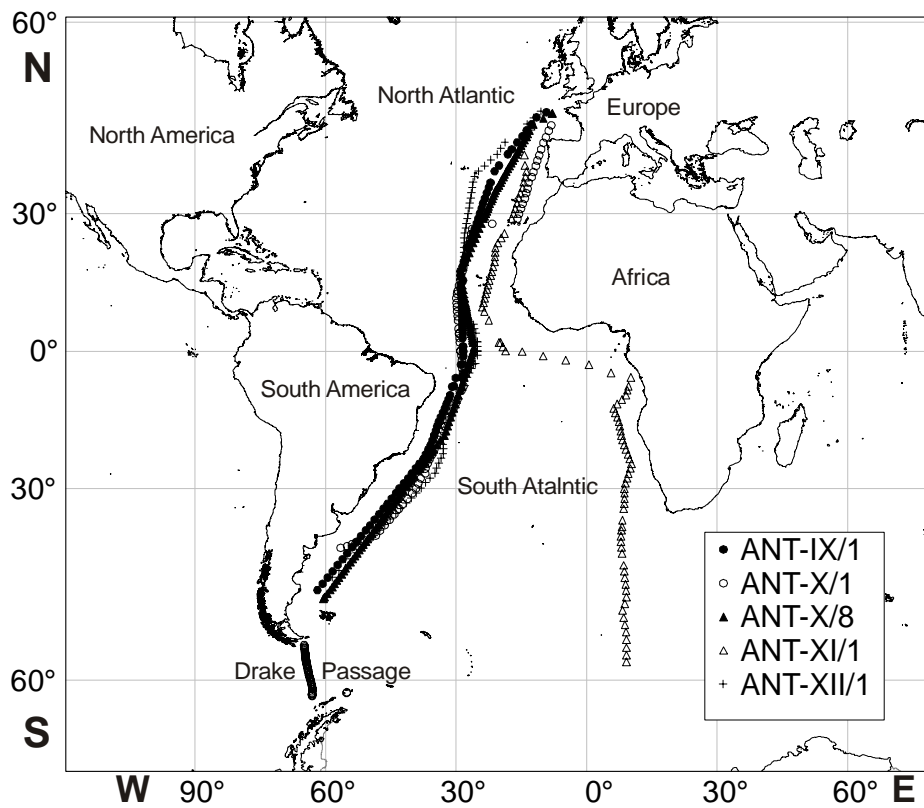 60°
N
North Atlantic
Europe
North America
30°
Africa
0°
South America
30°
South Atalntic
ANT-IX/1
ANT-X/1
ANT-X/8
ANT-XI/1
ANT-XII/1
Drake Passage
60°
S
W 90° 60° 30° 0° 30° 60° E